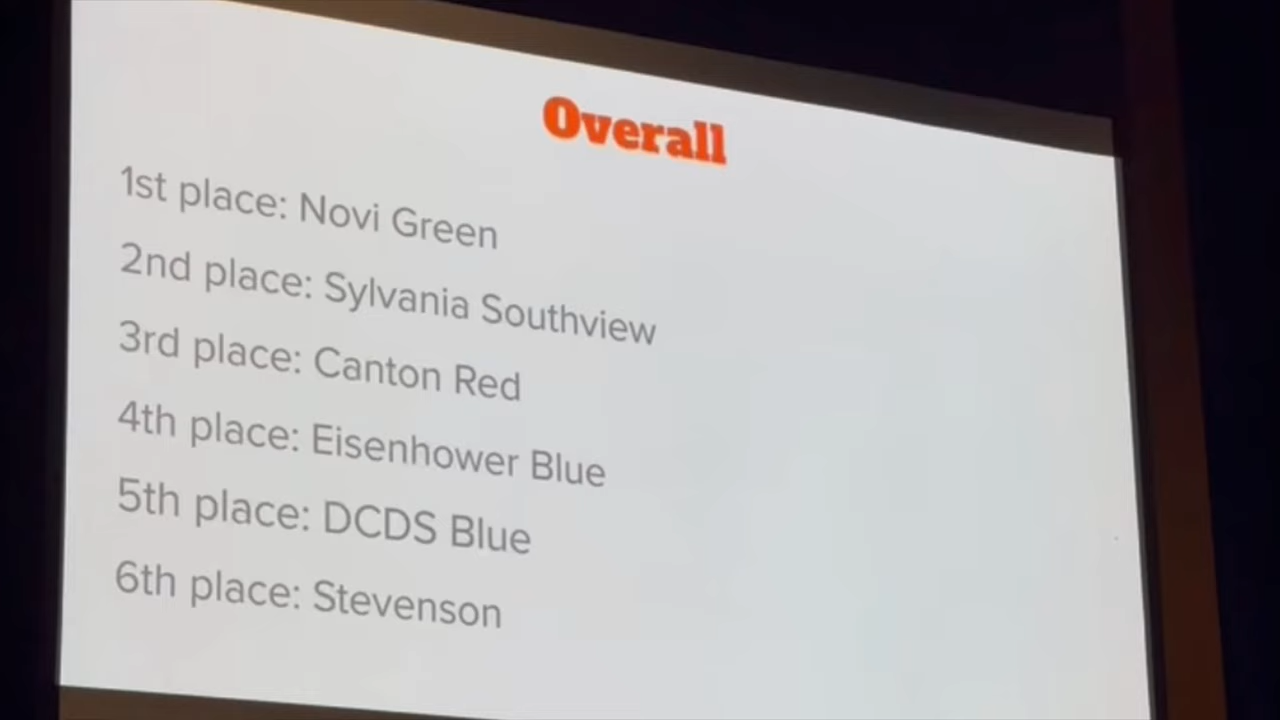 Overall
1st place: Novi Green
2nd place: Sylvania Southview
3rd place: Canton Red
4th place: Eisenhower Blue
5th place: DCDS Blue
6th place: Stevenson